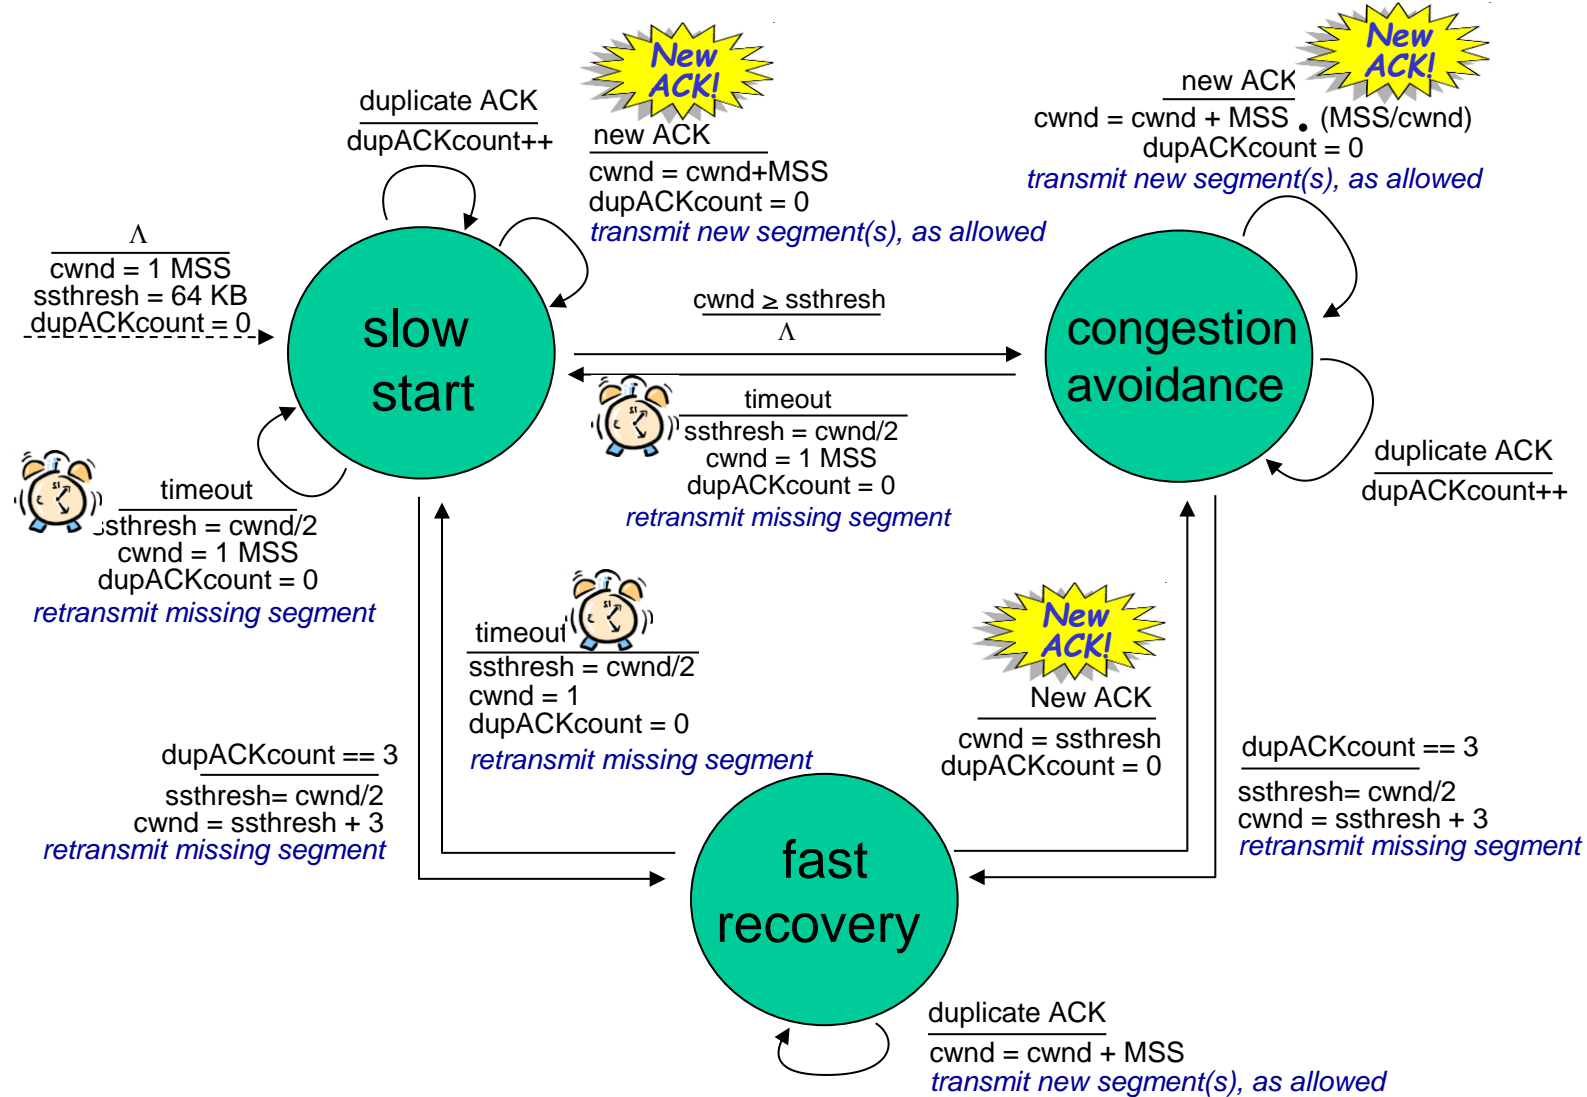 New
ACK!
duplicate ACK
dupACKcount++
new ACK
cwnd = cwnd+MSS
dupACKcount = 0
transmit new segment(s), as allowed
New
ACK!
new ACK
cwnd = cwnd + MSS • (MSS/cwnd)
dupACKcount = 0
transmit new segment(s), as allowed
Λ
cwnd = 1 MSS
ssthresh = 64 KB
dupACKcount = 0
slow
start
cwnd ≥ ssthresh
Λ
congestion
avoidance
timeout
ssthresh = cwnd/2
cwnd = 1 MSS
dupACKcount = 0
retransmit missing segment
duplicate ACK
dupACKcount++
timeout
ssthresh = cwnd/2
cwnd = 1 MSS
dupACKcount = 0
retransmit missing segment
timeout
ssthresh = cwnd/2
cwnd = 1
dupACKcount = 0
retransmit missing segment
New
ACK!
New ACK
cwnd = ssthresh
dupACKcount = 0
dupACKcount == 3
ssthresh= cwnd/2
cwnd = ssthresh + 3
retransmit missing segment
dupACKcount == 3
ssthresh= cwnd/2
cwnd = ssthresh + 3
retransmit missing segment
fast
recovery
duplicate ACK
cwnd = cwnd + MSS
transmit new segment(s), as allowed